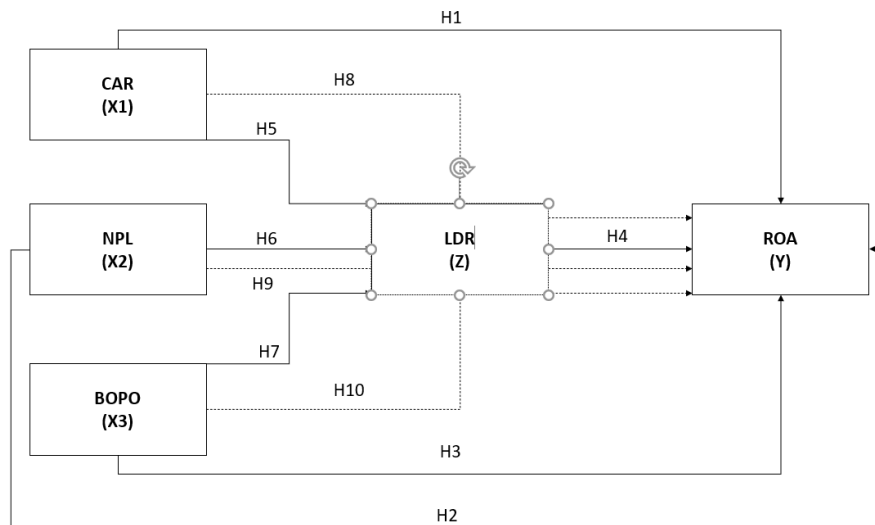 H1
CAR
(X1)
H8
H5
NPL
(X2)
H6
H9
LDR
(Z)
H4
ROA
(Y)
H7
BOPO
(X3)
H10
H3
H2